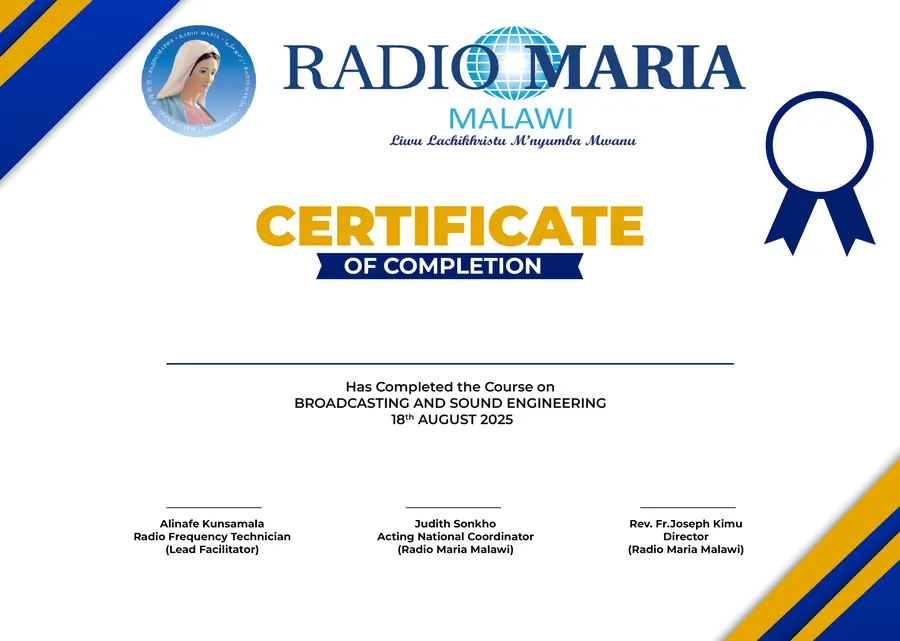 RADIO MARIA
RADIO MARIA
MALAWI
Liwu Lachikhristu M'nyumba Mwanu
CERTIFICATE
OF COMPLETION
Has Completed the Course on
BROADCASTING AND SOUND ENGINEERING
18th AUGUST 2025
Alinafe Kunsamala
Radio Frequency Technician
(Lead Facilitator)
Judith Sonkho
Acting National Coordinator
(Radio Maria Malawi)
Rev. Fr.Joseph Kimu
Director
(Radio Maria Malawi)